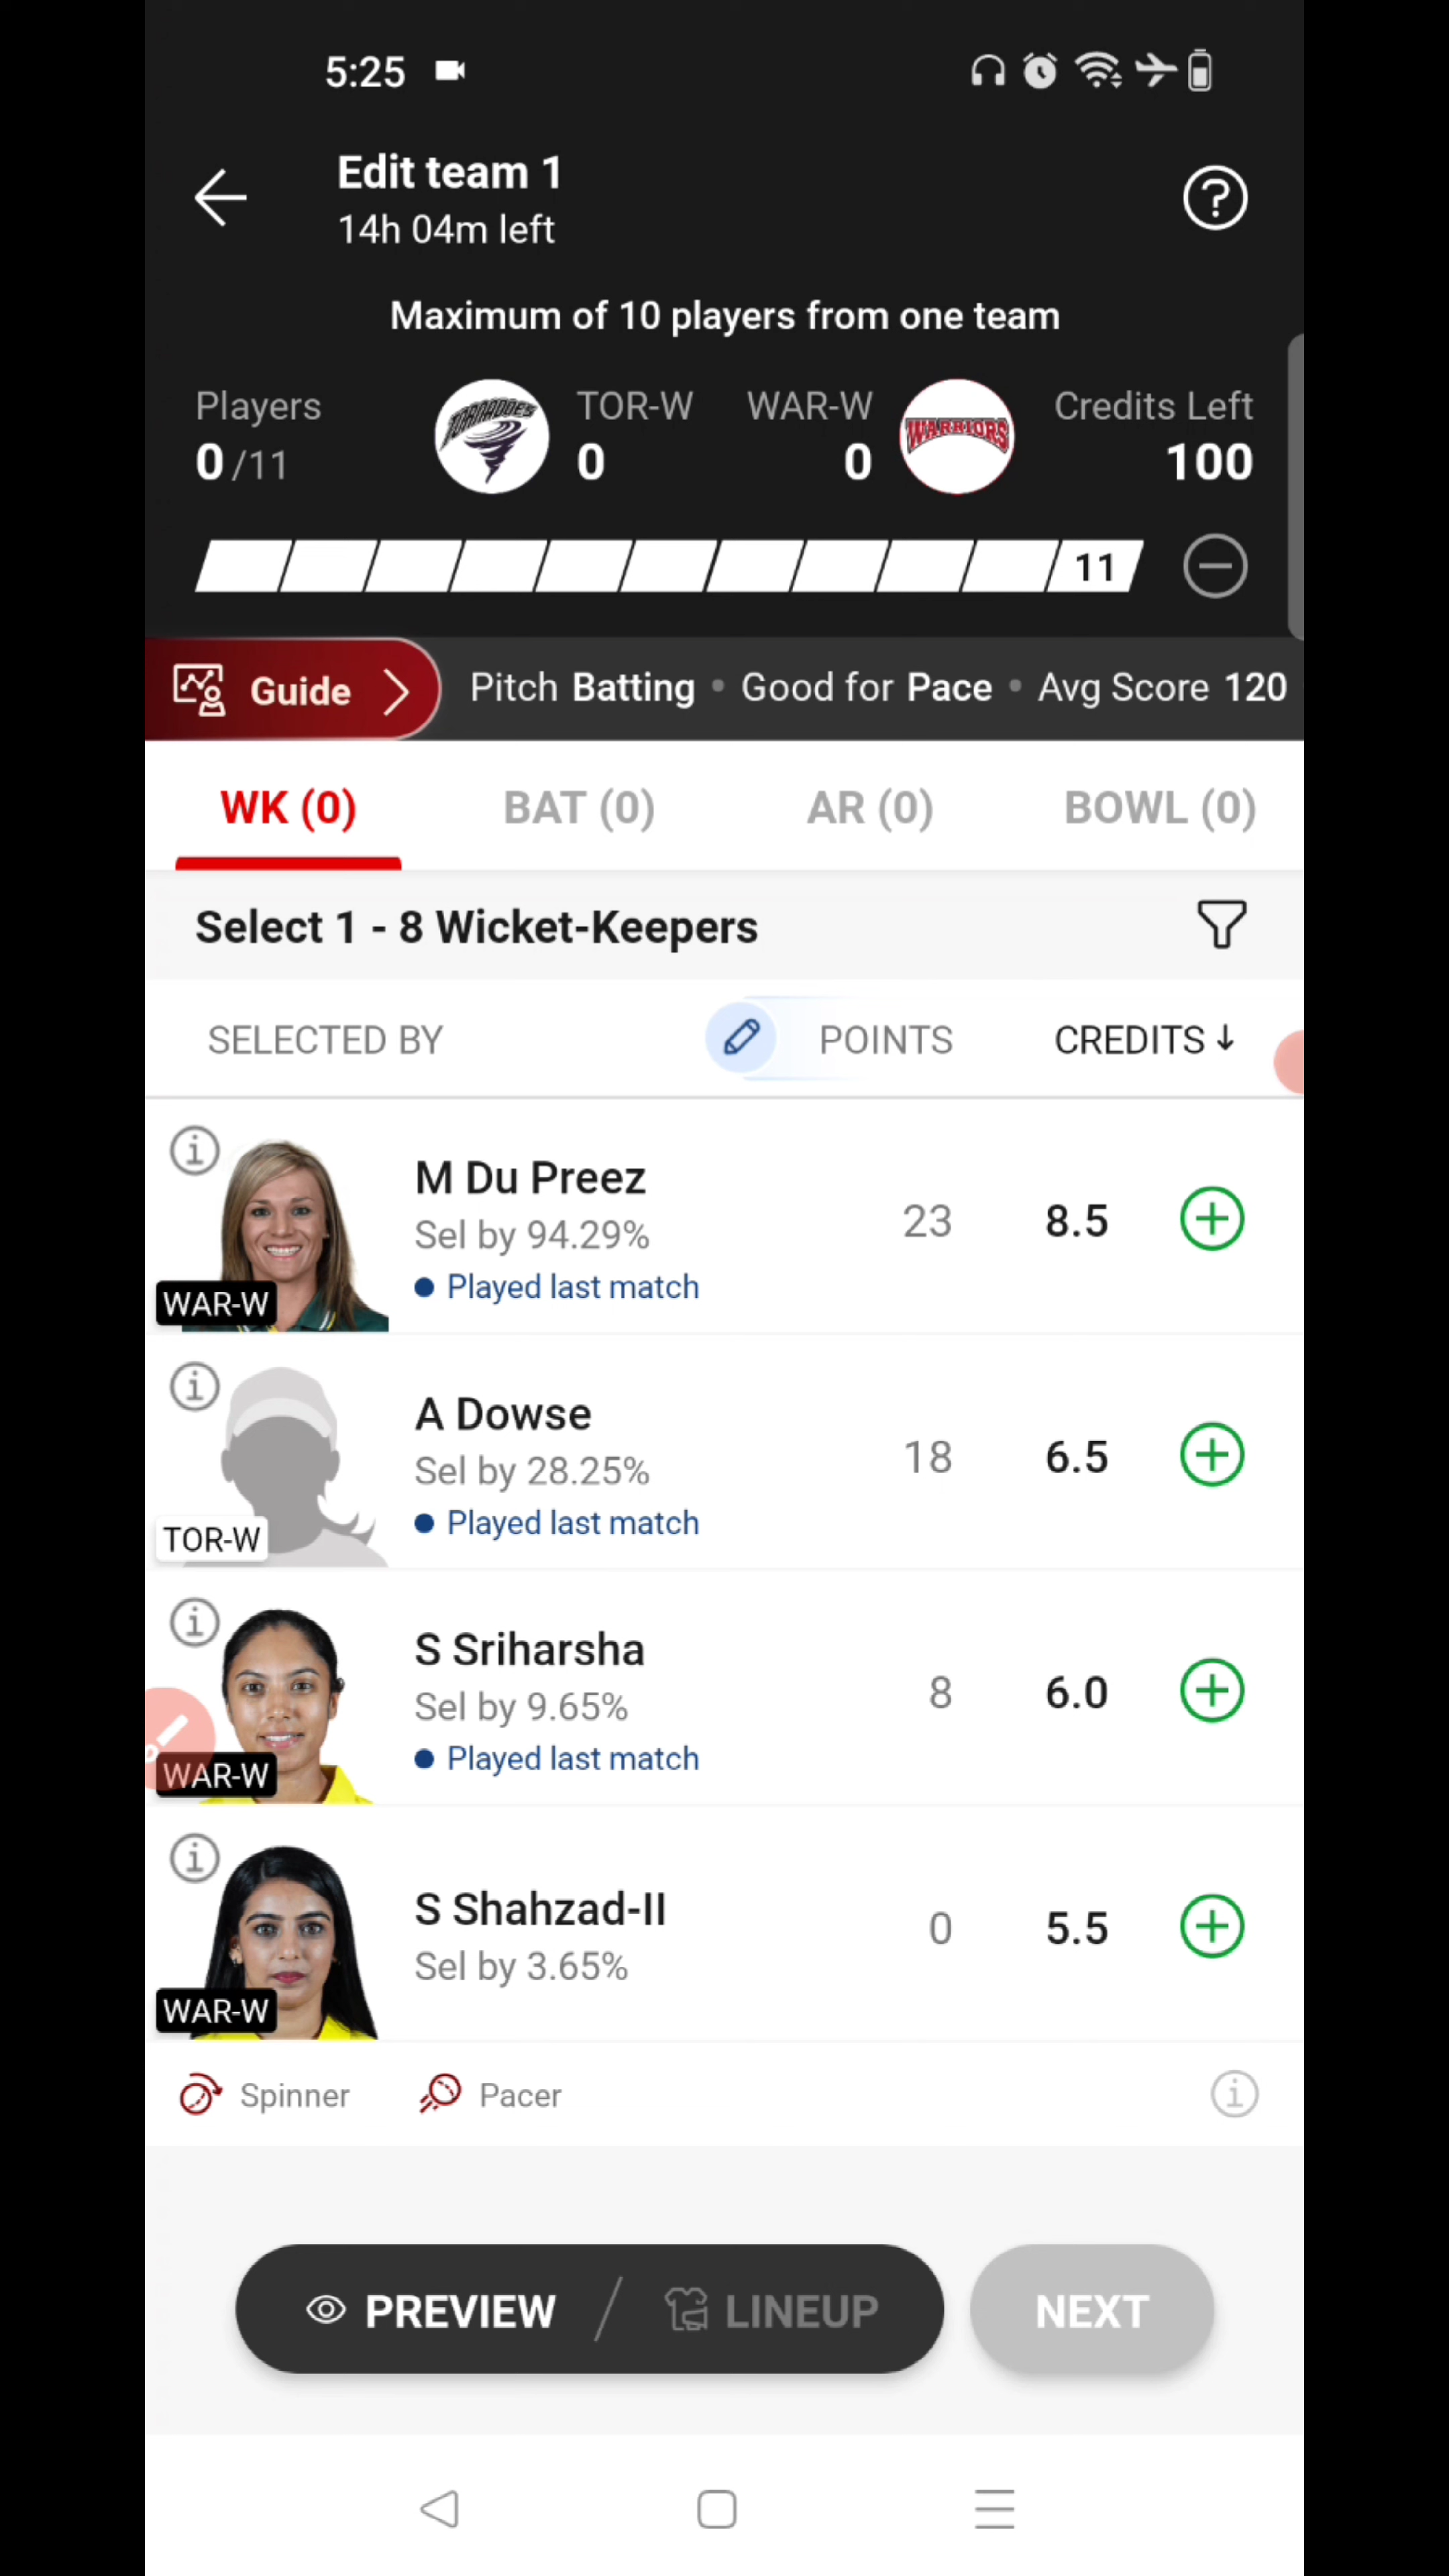 5:25
Edit team 1
14h 04m left
Maximum of 10 players from one team
Players TOR-W WAR-W Credits Left
0 /11 TORNADOES 0 0 WARRIORS 100
11
Guide Pitch Batting • Good for Pace • Avg Score 120
WK (0) BAT (0) AR (0) BOWL (0)
Select 1 - 8 Wicket-Keepers
SELECTED BY POINTS CREDITS ↓
M Du Preez
Sel by 94.29% 23 8.5
• Played last match
WAR-W
A Dowse
Sel by 28.25% 18 6.5
• Played last match
TOR-W
S Sriharsha
Sel by 9.65% 8 6.0
• Played last match
WAR-W
S Shahzad-II
Sel by 3.65% 0 5.5
WAR-W
Spinner Pacer
PREVIEW / LINEUP NEXT